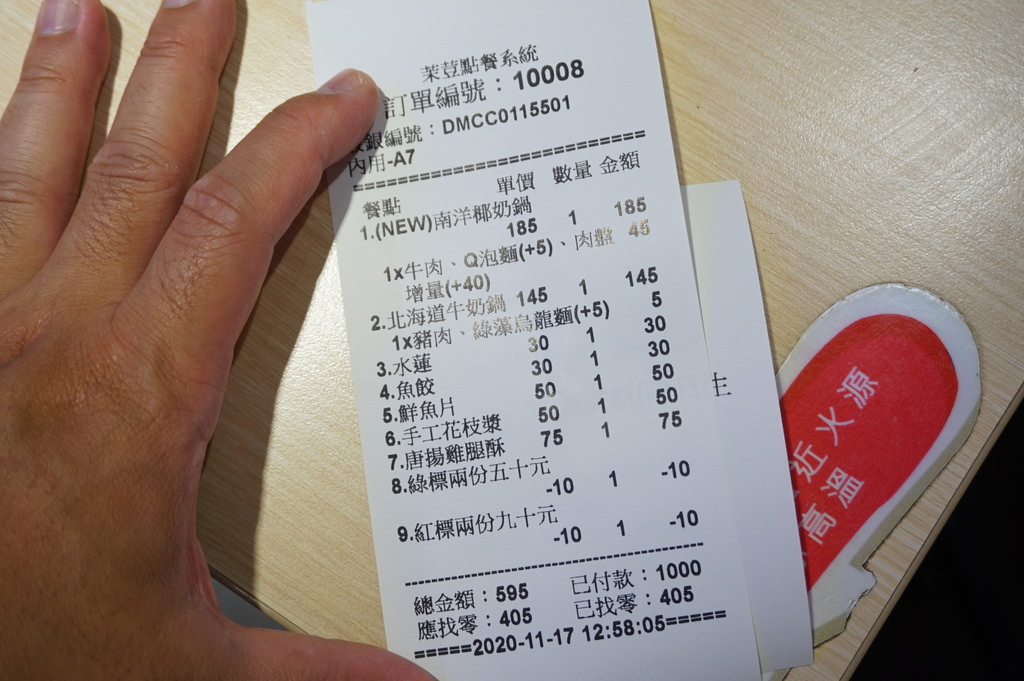 茉荳點餐系統
訂單編號：10008
銀編號：DMCC0115501
內用-A7
==============================
餐點 單價 數量 金額
1.(NEW)南洋椰奶鍋
185 1 185
1x牛肉、Q泡麵(+5)、肉盤 45
增量(+40)
2.北海道牛奶鍋 145 1 145
1x豬肉、綠藻烏龍麵(+5) 5
3.水蓮 30 1 30
4.魚餃 30 1 30
5.鮮魚片 50 1 50
6.手工花枝漿 50 1 50
7.唐揚雞腿酥 75 1 75
8.綠標兩份五十元
-10 1 -10
9.紅標兩份九十元
-10 1 -10
------------------------------
總金額：595 已付款：1000
應找零：405 已找零：405
=====2020-11-17 12:58:05=====
近火源
高溫